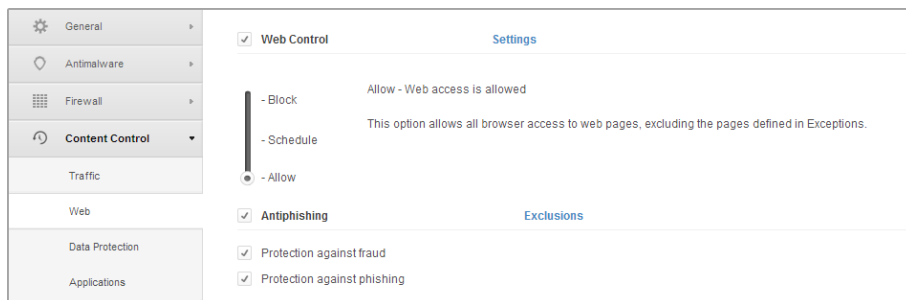 General
Antimalware
Firewall
Content Control
Traffic
Web
Data Protection
Applications
Web Control
Settings
- Block
- Schedule
- Allow
Allow - Web access is allowed
This option allows all browser access to web pages, excluding the pages defined in Exceptions.
Antiphishing
Exclusions
Protection against fraud
Protection against phishing